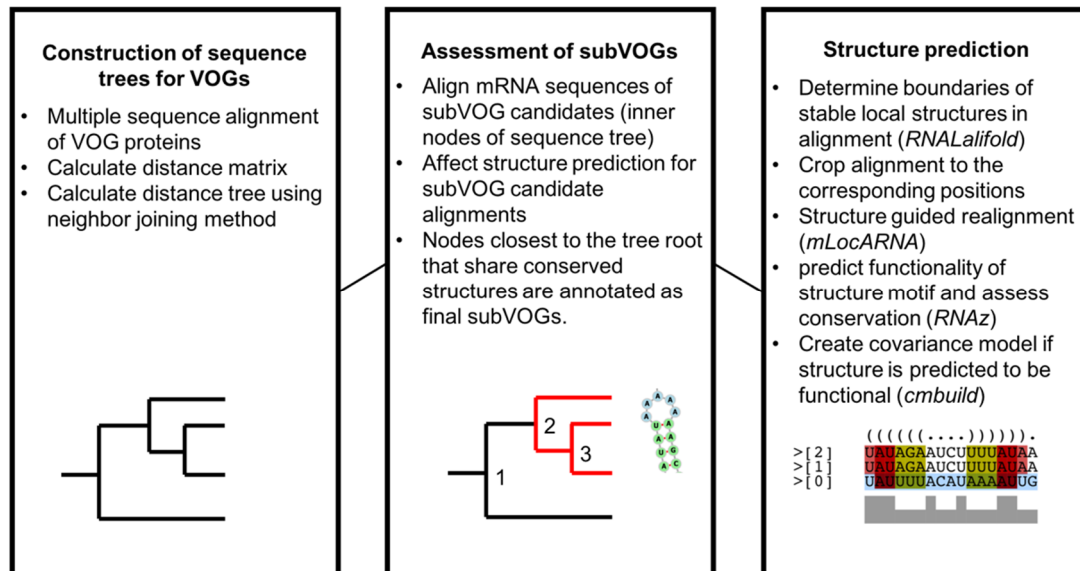 Construction of sequence
trees for VOGs
• Multiple sequence alignment
of VOG proteins
• Calculate distance matrix
• Calculate distance tree using
neighbor joining method
Assessment of subVOGs
• Align mRNA sequences of
subVOG candidates (inner
nodes of sequence tree)
• Affect structure prediction for
subVOG candidate
alignments
• Nodes closest to the tree root
that share conserved
structures are annotated as
final subVOGs.
1
2
3
A A A A A
U A
A A
U G
A C
Structure prediction
• Determine boundaries of
stable local structures in
alignment (RNALalifold)
• Crop alignment to the
corresponding positions
• Structure guided realignment
(mLocARNA)
• predict functionality of
structure motif and assess
conservation (RNAz)
• Create covariance model if
structure is predicted to be
functional (cmbuild)
((((((....)))))).
>[2] UAUAGAAUCUUUUAUAA
>[1] UAUAGAAUCUUUUAUAA
>[0] UAUUUUACAUAAAAUUG